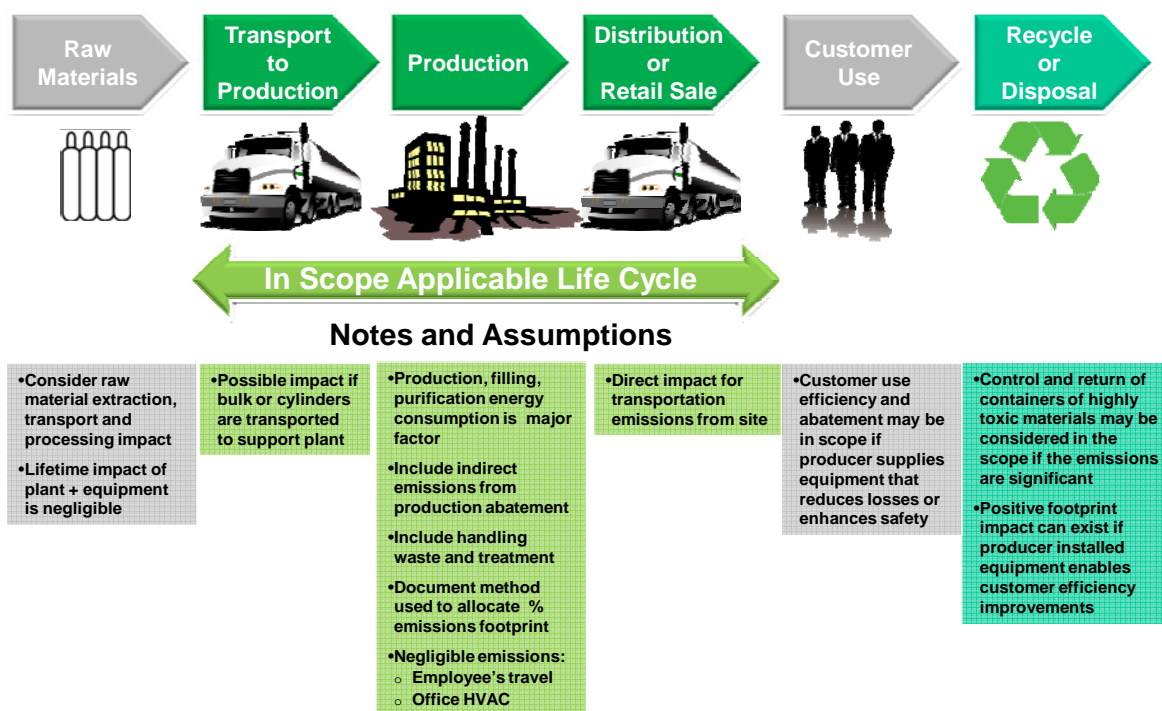 Raw
Materials
Transport
to
Production
Production
Distribution
or
Retail Sale
Customer
Use
Recycle
or
Disposal
In Scope Applicable Life Cycle
Notes and Assumptions
•Consider raw
material extraction,
transport and
processing impact
•Lifetime impact of
plant + equipment
is negligible
•Possible impact if
bulk or cylinders
are transported
to support plant
•Production, filling,
purification energy
consumption is major
factor
•Include indirect
emissions from
production abatement
•Include handling
waste and treatment
•Document method
used to allocate %
emissions footprint
•Negligible emissions:
o Employee's travel
o Office HVAC
•Direct impact for
transportation
emissions from site
•Customer use
efficiency and
abatement may be
in scope if
producer supplies
equipment that
reduces losses or
enhances safety
•Control and return of
containers of highly
toxic materials may be
considered in the
scope if the emissions
are significant
•Positive footprint
impact can exist if
producer installed
equipment enables
customer efficiency
improvements